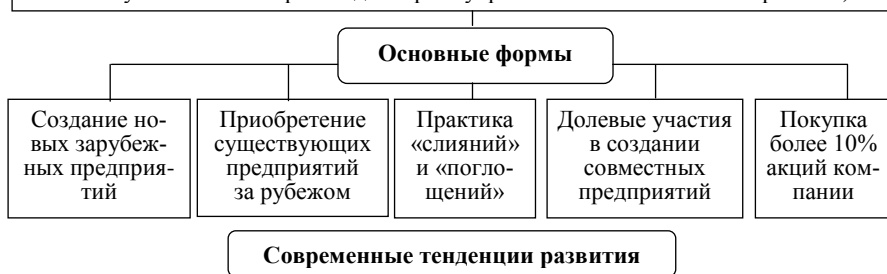 Основные формы
Создание но-
вых зарубеж-
ных предприя-
тий
Приобретение
существующих
предприятий
за рубежом
Практика
«слияний»
и «погло-
щений»
Долевые участия
в создании
совместных
предприятий
Покупка
более 10%
акций ком-
пании
Современные тенденции развития